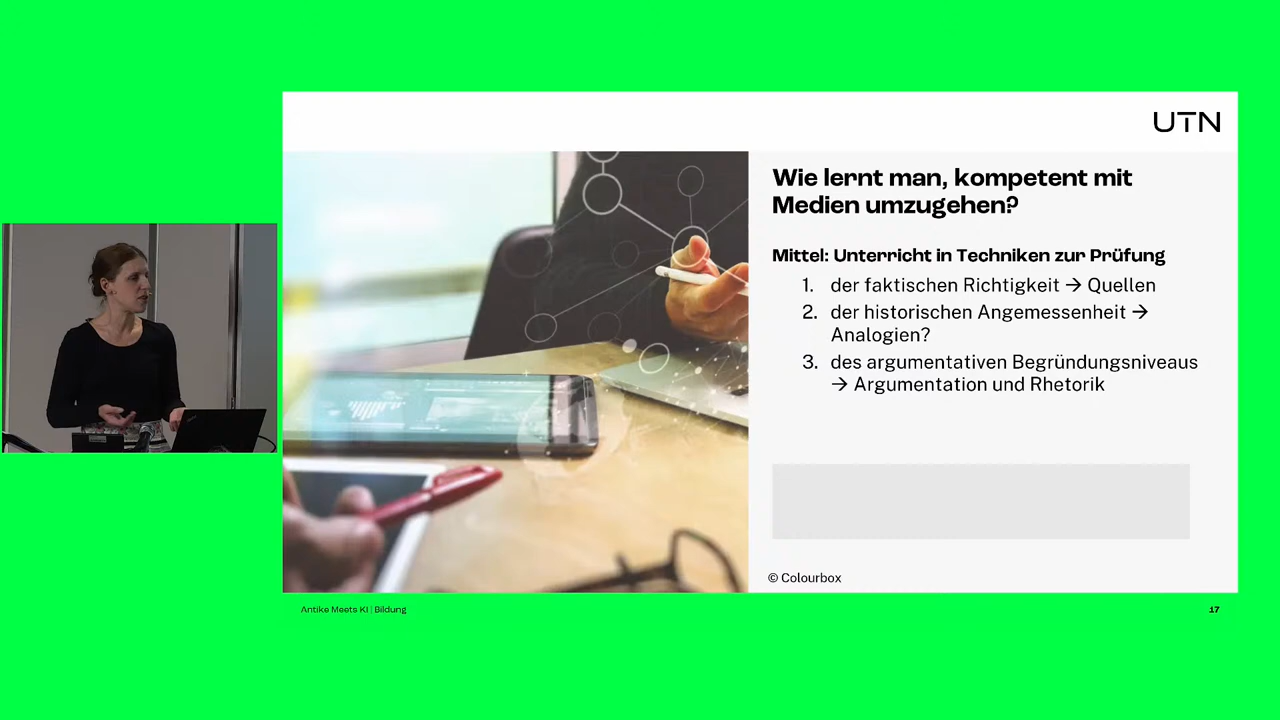 UTN
Wie lernt man, kompetent mit
Medien umzugehen?
Mittel: Unterricht in Techniken zur Prüfung
1. der faktischen Richtigkeit → Quellen
2. der historischen Angemessenheit →
Analogien?
3. des argumentativen Begründungsniveaus
→ Argumentation und Rhetorik
© Colourbox
Antike Meets KI | Bildung
17